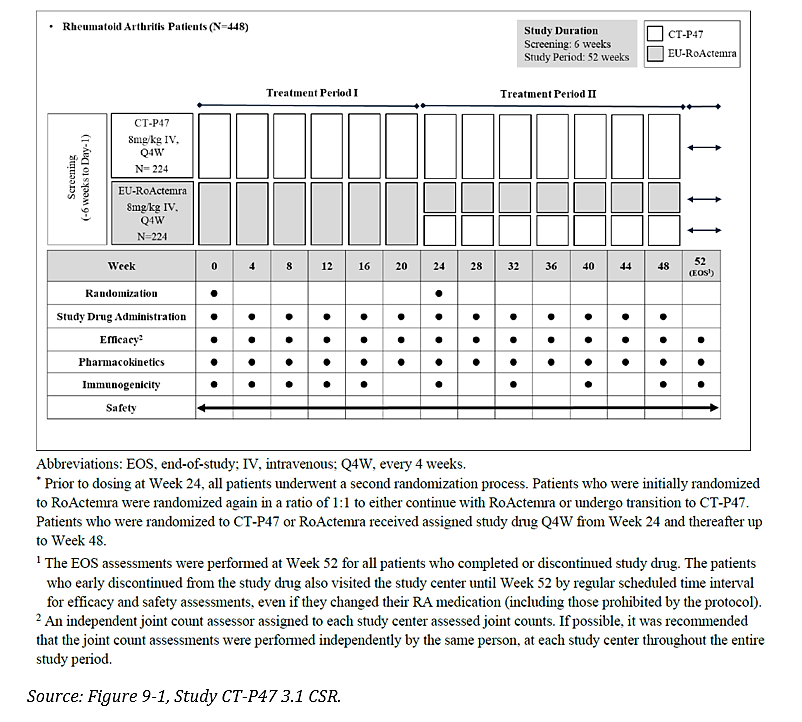 • Rheumatoid Arthritis Patients (N=448)
Study Duration
Screening: 6 weeks
Study Period: 52 weeks
CT-P47
EU-RoActemra
Treatment Period I
Treatment Period II
Screening
(-6 weeks to Day-1)
CT-P47
8mg/kg IV,
Q4W
N= 224
EU-RoActemra
8mg/kg IV,
Q4W
N=224
Week 0 4 8 12 16 20 24 28 32 36 40 44 48 52
(EOS¹)
Randomization
Study Drug Administration
Efficacy²
Pharmacokinetics
Immunogenicity
Safety
Abbreviations: EOS, end-of-study; IV, intravenous; Q4W, every 4 weeks.
* Prior to dosing at Week 24, all patients underwent a second randomization process. Patients who were initially randomized
to RoActemra were randomized again in a ratio of 1:1 to either continue with RoActemra or undergo transition to CT-P47.
Patients who were randomized to CT-P47 or RoActemra received assigned study drug Q4W from Week 24 and thereafter up
to Week 48.
¹ The EOS assessments were performed at Week 52 for all patients who completed or discontinued study drug. The patients
who early discontinued from the study drug also visited the study center until Week 52 by regular scheduled time interval
for efficacy and safety assessments, even if they changed their RA medication (including those prohibited by the protocol).
² An independent joint count assessor assigned to each study center assessed joint counts. If possible, it was recommended
that the joint count assessments were performed independently by the same person, at each study center throughout the entire
study period.
Source: Figure 9-1, Study CT-P47 3.1 CSR.